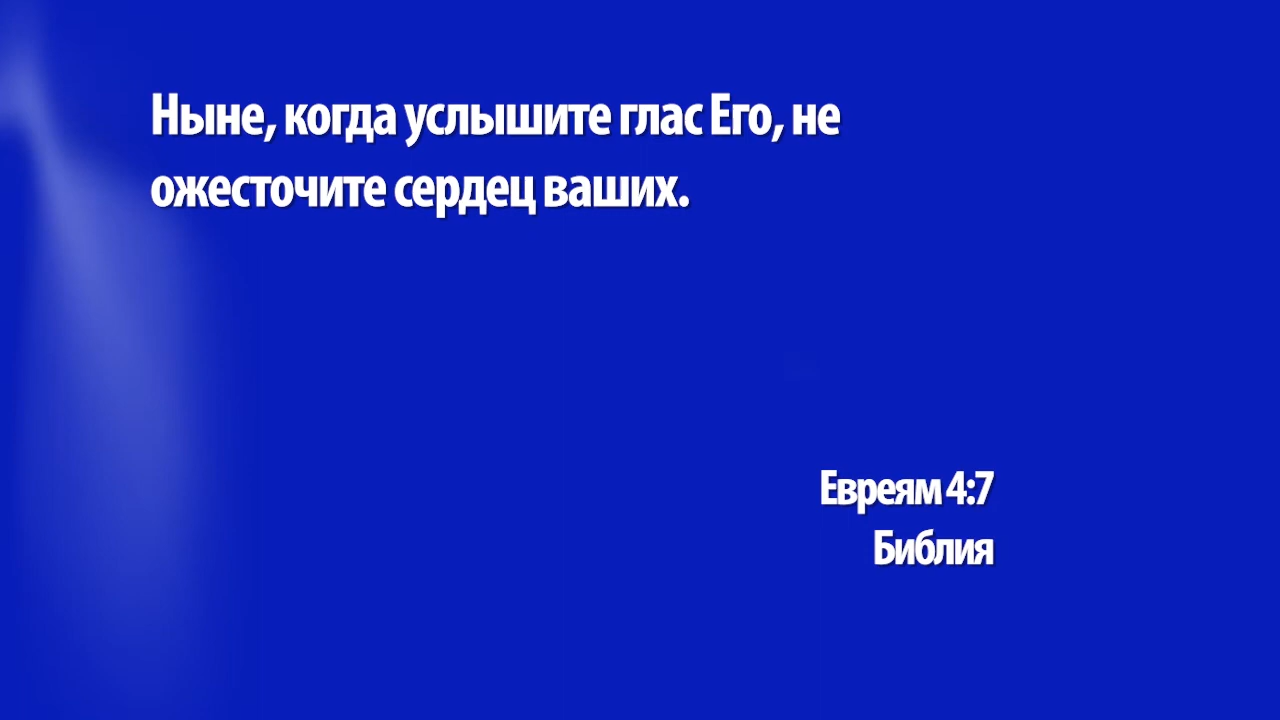 Ныне, когда услышите глас Его, не
ожесточите сердец ваших.
Евреям 4:7
Библия